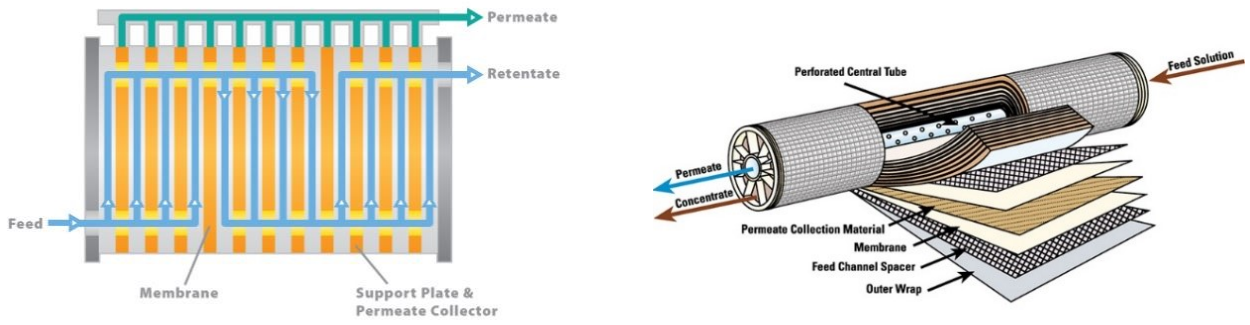 Permeate
Retentate
Feed
Membrane
Support Plate &
Permeate Collector
Perforated Central Tube
Feed Solution
Permeate
Concentrate
Permeate Collection Material
Membrane
Feed Channel Spacer
Outer Wrap